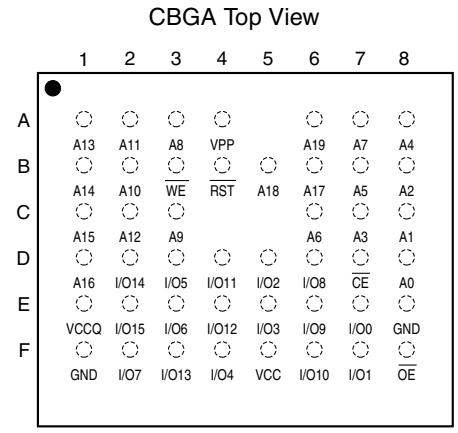 CBGA Top View
1 2 3 4 5 6 7 8
A
A13 A11 A8 VPP A19 A7 A4
B
A14 A10 WE RST A18 A17 A5 A2
C
A15 A12 A9 A6 A3 A1
D
A16 I/O14 I/O5 I/O11 I/O2 I/O8 CE A0
E
VCCQ I/O15 I/O6 I/O12 I/O3 I/O9 I/O0 GND
F
GND I/O7 I/O13 I/O4 VCC I/O10 I/O1 OE